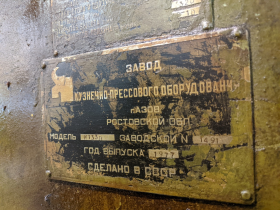 ЗАВОД
КУЗНЕЧНО-ПРЕССОВОГО ОБОРУДОВАНИЯ
г.АЗОВ
РОСТОВСКОЙ ОБЛ.
МОДЕЛЬ ЗАВОДСКОЙ N
ГОД ВЫПУСКА
СДЕЛАНО В СССР